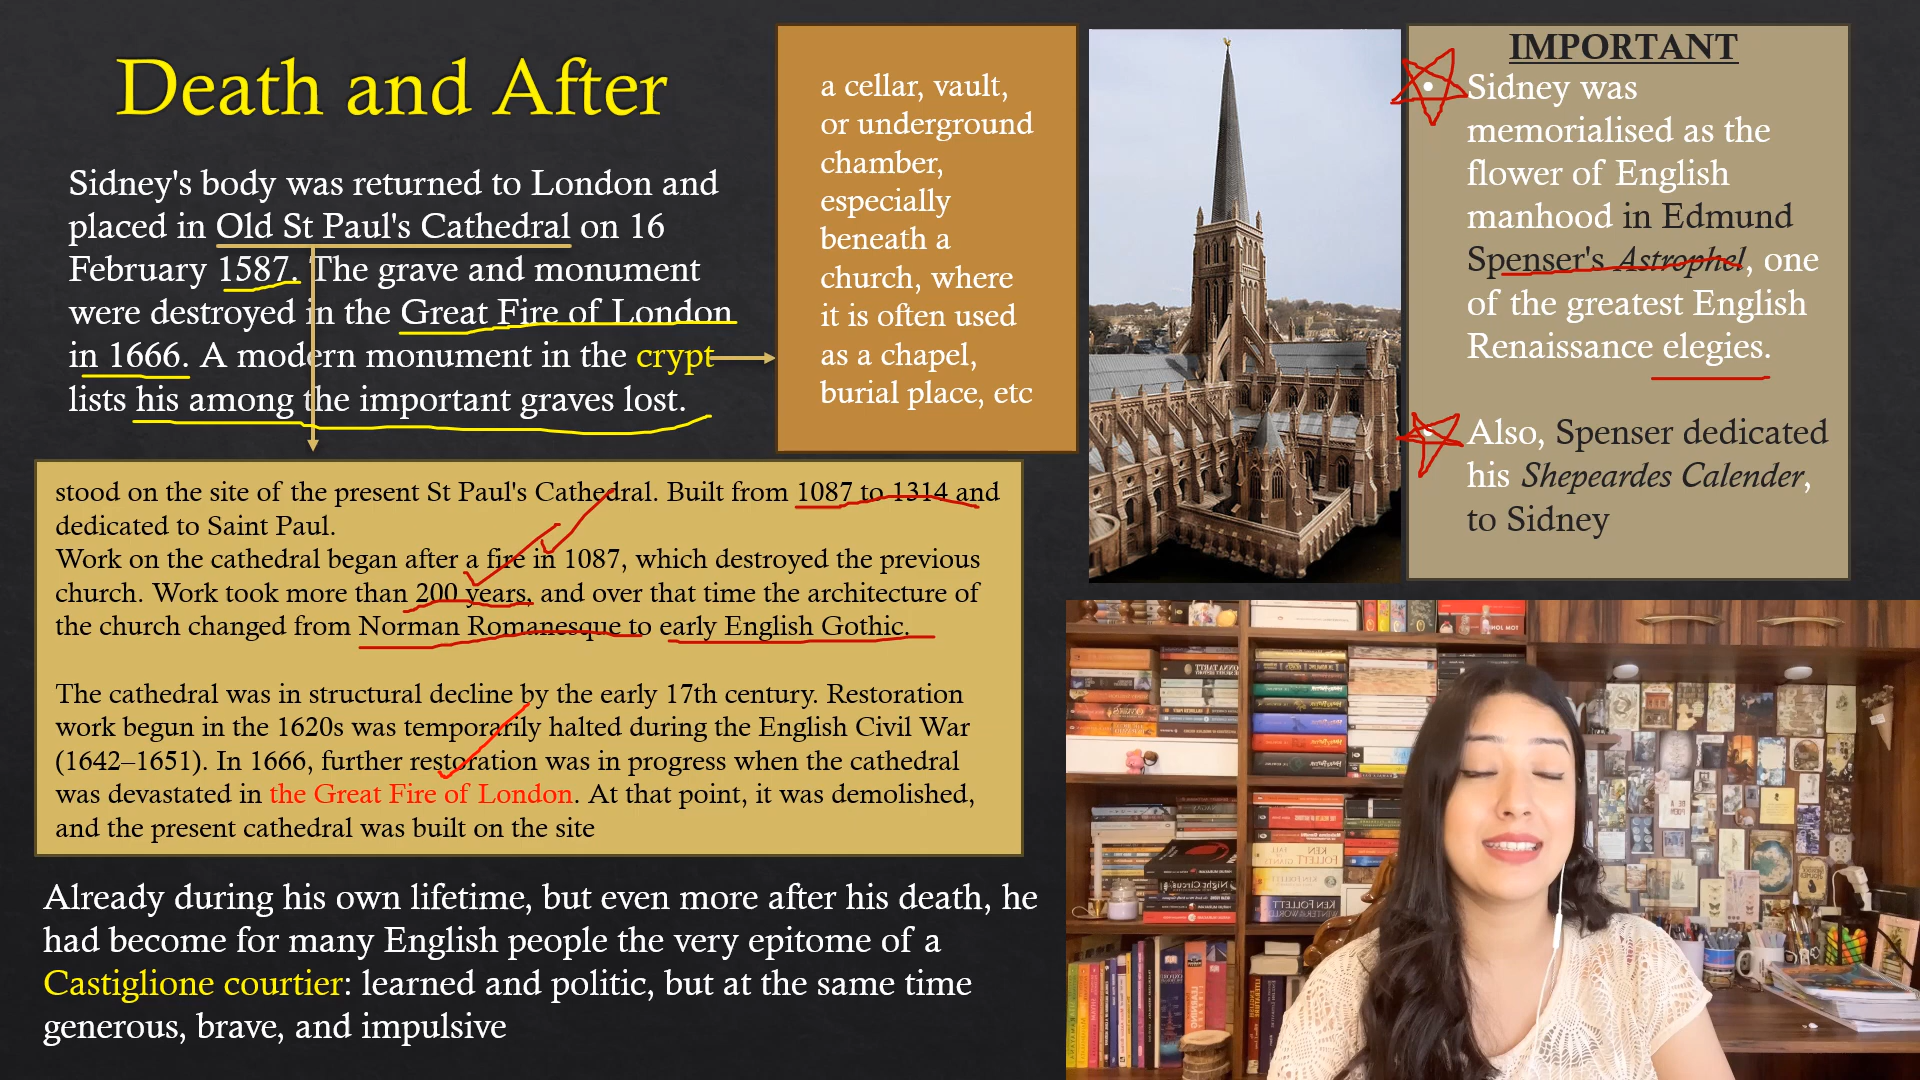 Death and After
Sidney's body was returned to London and
placed in Old St Paul's Cathedral on 16
February 1587. The grave and monument
were destroyed in the Great Fire of London
in 1666. A modern monument in the crypt
lists his among the important graves lost.
a cellar, vault,
or underground
chamber,
especially
beneath a
church, where
it is often used
as a chapel,
burial place, etc
IMPORTANT
• Sidney was
memorialised as the
flower of English
manhood in Edmund
Spenser's Astrophel, one
of the greatest English
Renaissance elegies.
• Also, Spenser dedicated
his Shepeardes Calender,
to Sidney
stood on the site of the present St Paul's Cathedral. Built from 1087 to 1314 and
dedicated to Saint Paul.
Work on the cathedral began after a fire in 1087, which destroyed the previous
church. Work took more than 200 years, and over that time the architecture of
the church changed from Norman Romanesque to early English Gothic.
The cathedral was in structural decline by the early 17th century. Restoration
work begun in the 1620s was temporarily halted during the English Civil War
(1642–1651). In 1666, further restoration was in progress when the cathedral
was devastated in the Great Fire of London. At that point, it was demolished,
and the present cathedral was built on the site
Already during his own lifetime, but even more after his death, he
had become for many English people the very epitome of a
Castiglione courtier: learned and politic, but at the same time
generous, brave, and impulsive
KEN
FOLLETT
KEN FOLLETT
KEN FOLLETT
Night Circus